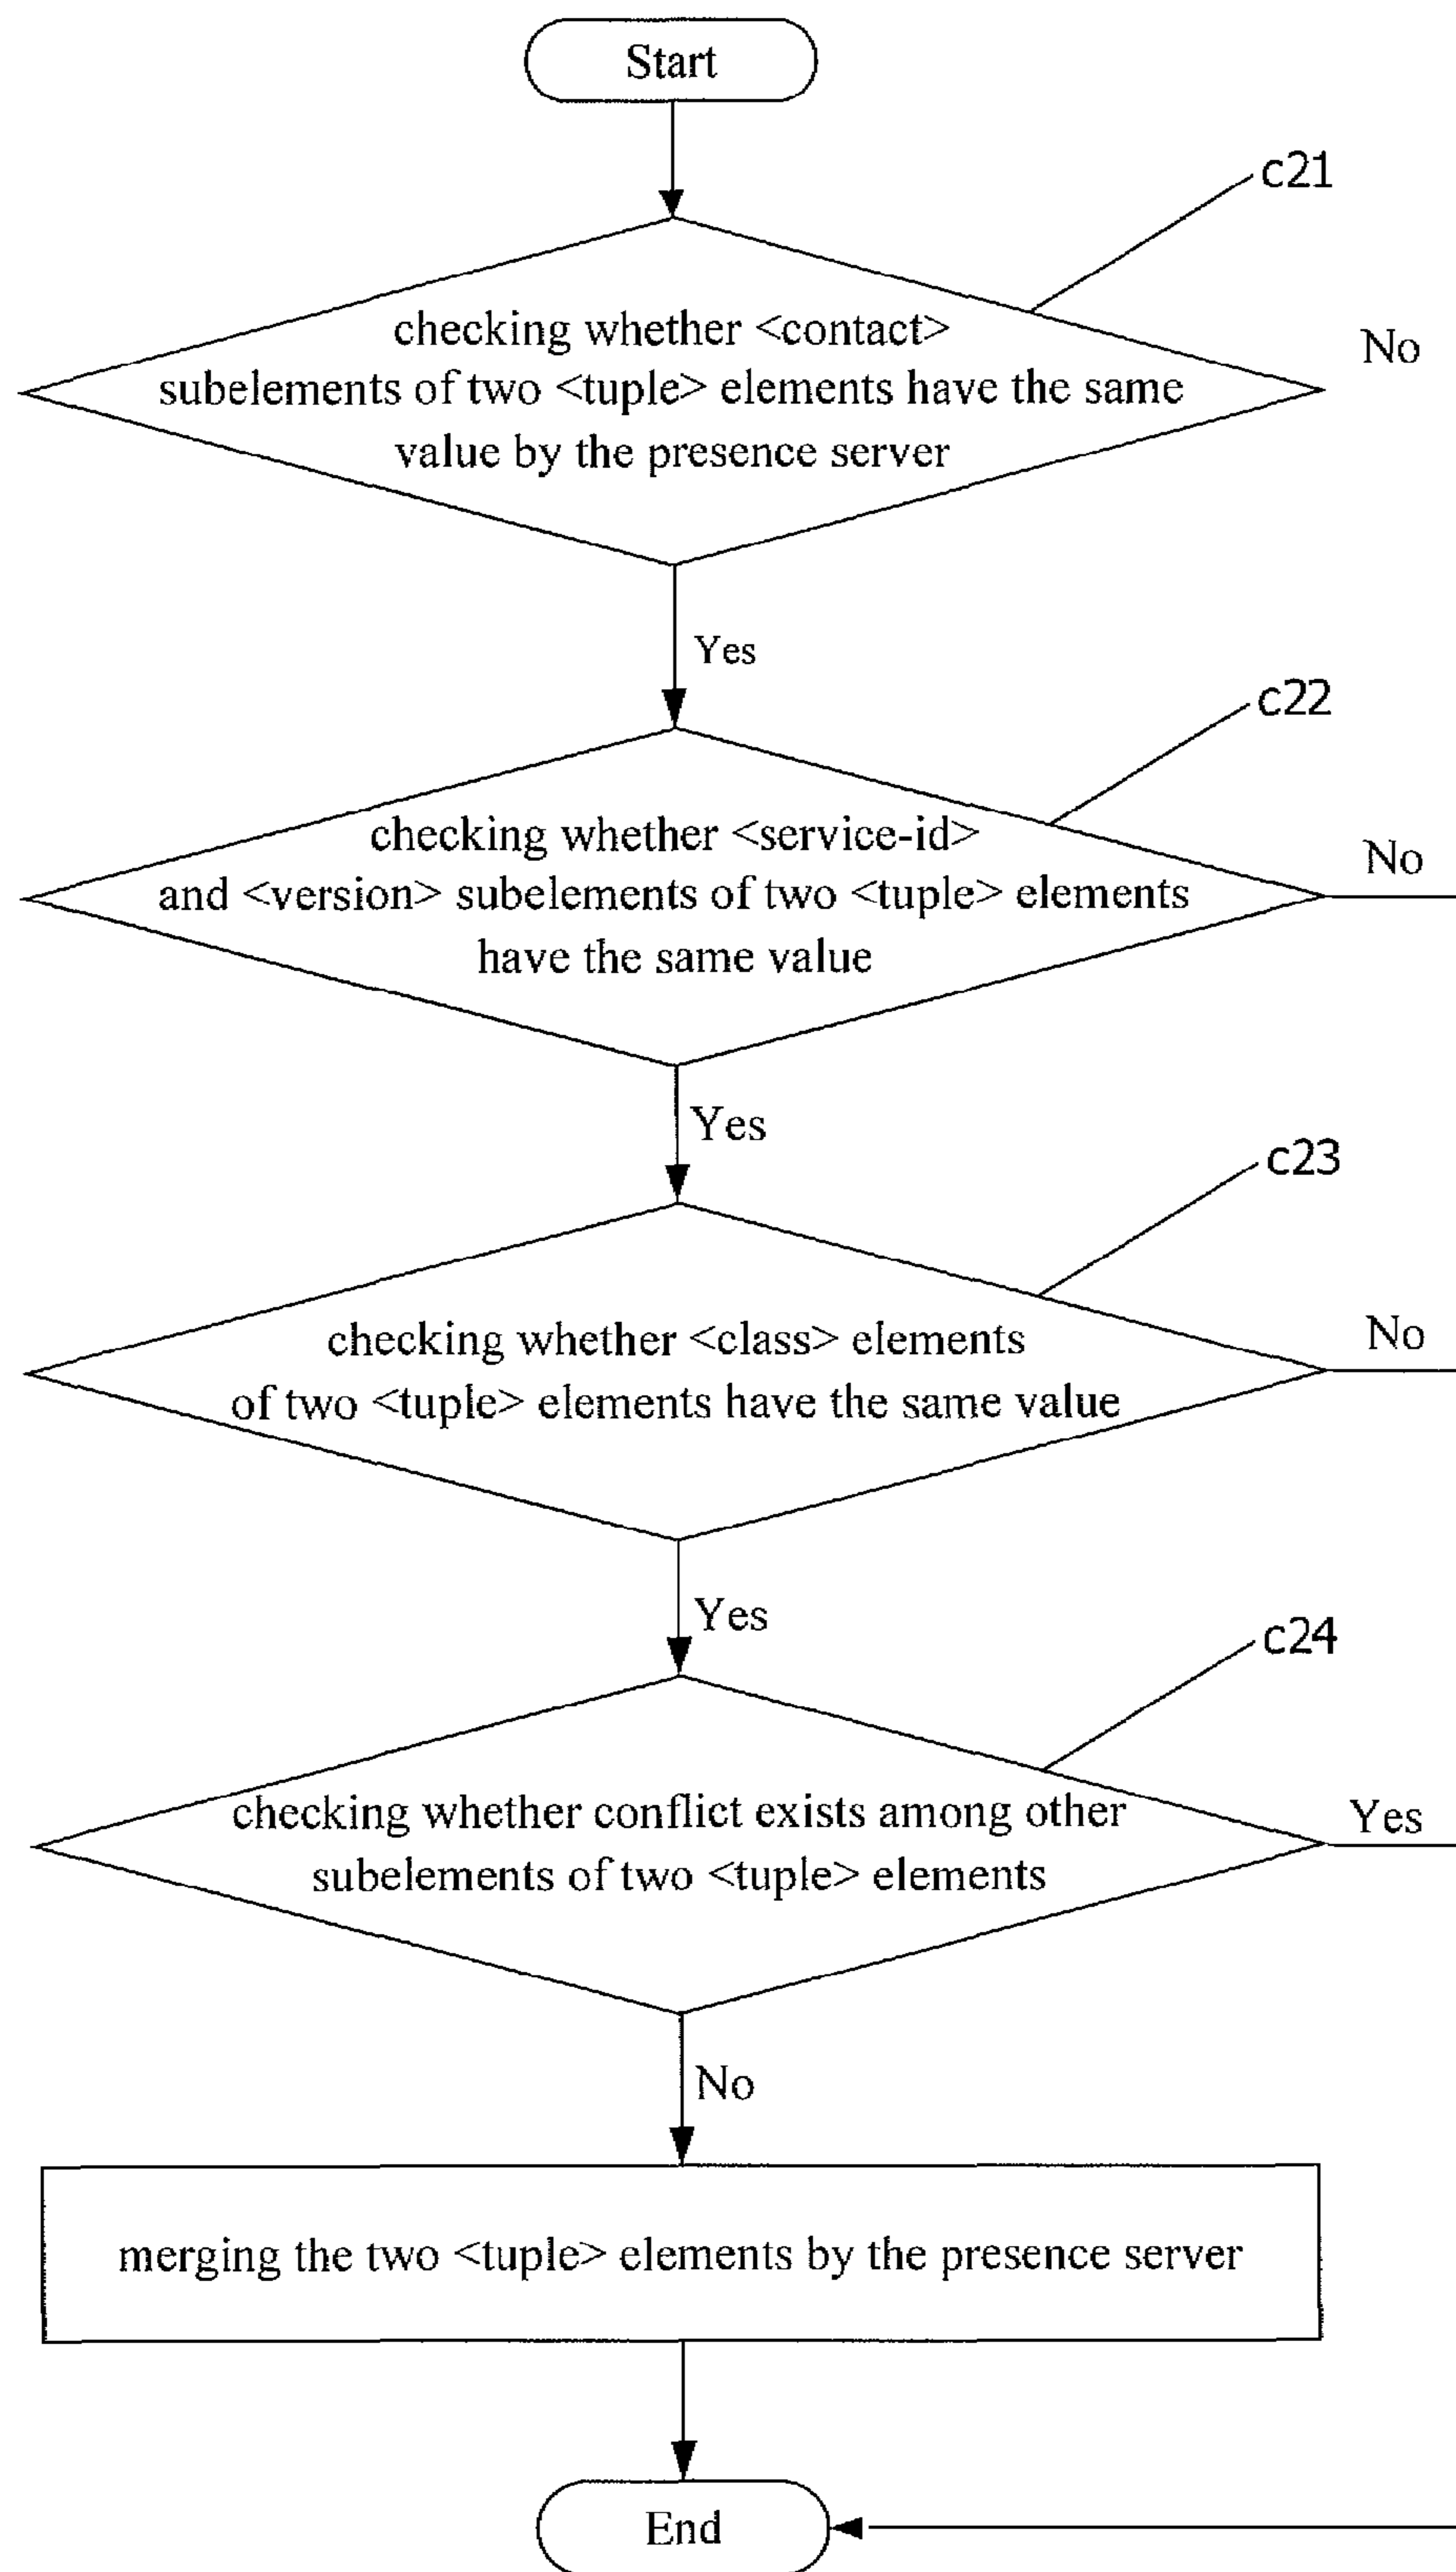 Start
c21
checking whether <contact>
No
subelements of two <tuple> elements have the same
value by the presence server
Yes
c22
checking whether <service-id>
No
and <version> subelements of two <tuple> elements
have the same value
Yes
c23
checking whether <class> elements
No
of two <tuple> elements have the same value
Yes
c24
checking whether conflict exists among other
Yes
subelements of two <tuple> elements
No
merging the two <tuple> elements by the presence server
End